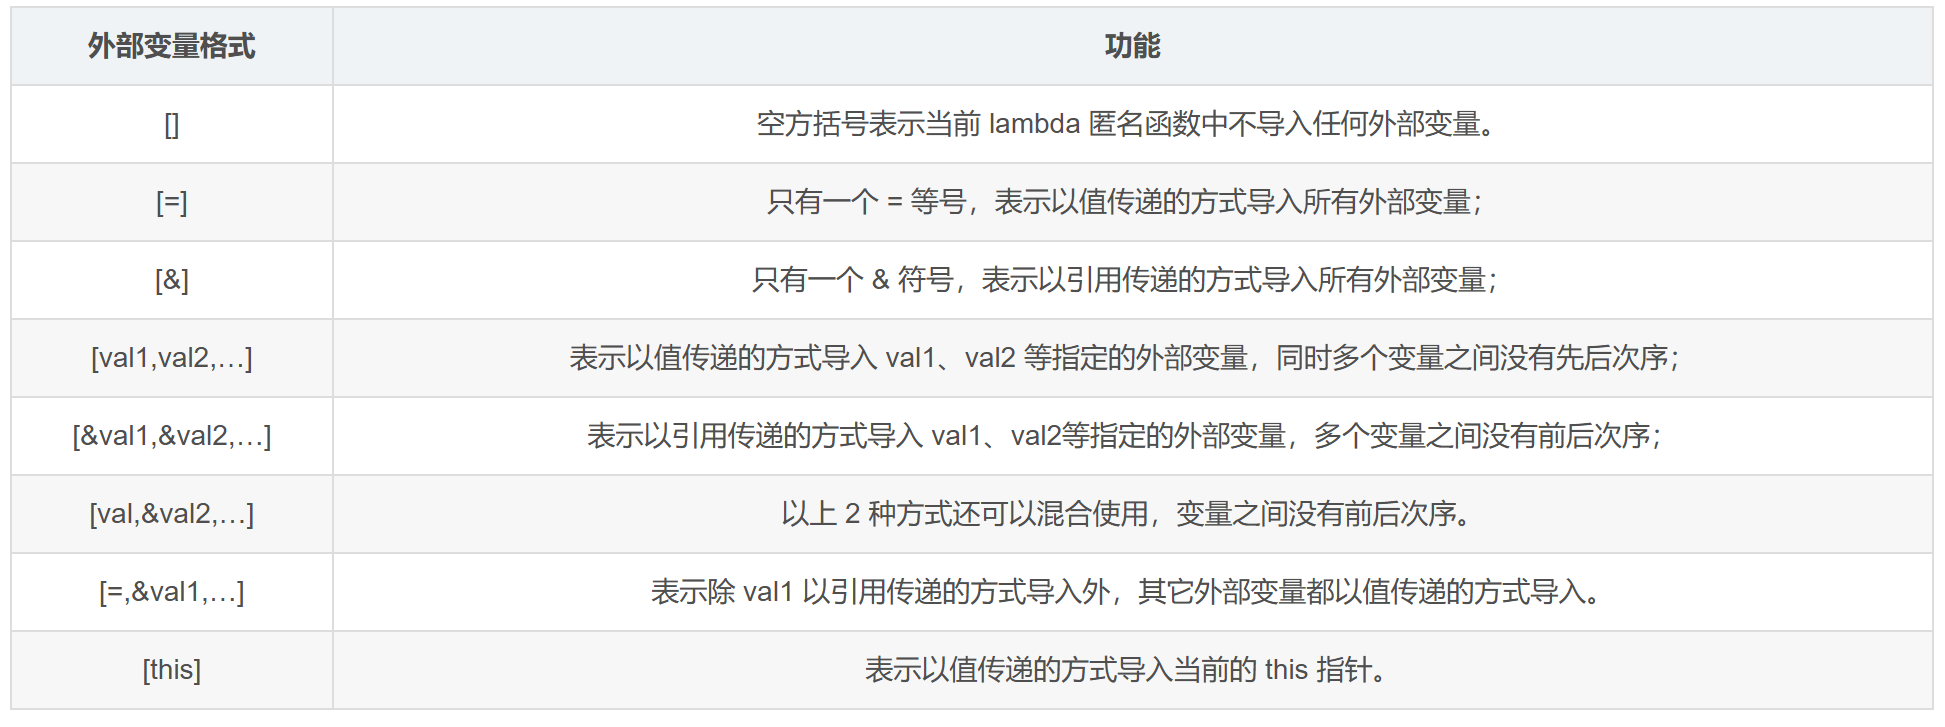 外部变量格式 功能
[] 空方括号表示当前 lambda 匿名函数中不导入任何外部变量。
[=] 只有一个 = 等号，表示以值传递的方式导入所有外部变量；
[&] 只有一个 & 符号，表示以引用传递的方式导入所有外部变量；
[val1,val2,…] 表示以值传递的方式导入 val1、val2 等指定的外部变量，同时多个变量之间没有先后次序；
[&val1,&val2,…] 表示以引用传递的方式导入 val1、val2等指定的外部变量，多个变量之间没有前后次序；
[val,&val2,…] 以上 2 种方式还可以混合使用，变量之间没有前后次序。
[=,&val1,…] 表示除 val1 以引用传递的方式导入外，其它外部变量都以值传递的方式导入。
[this] 表示以值传递的方式导入当前的 this 指针。